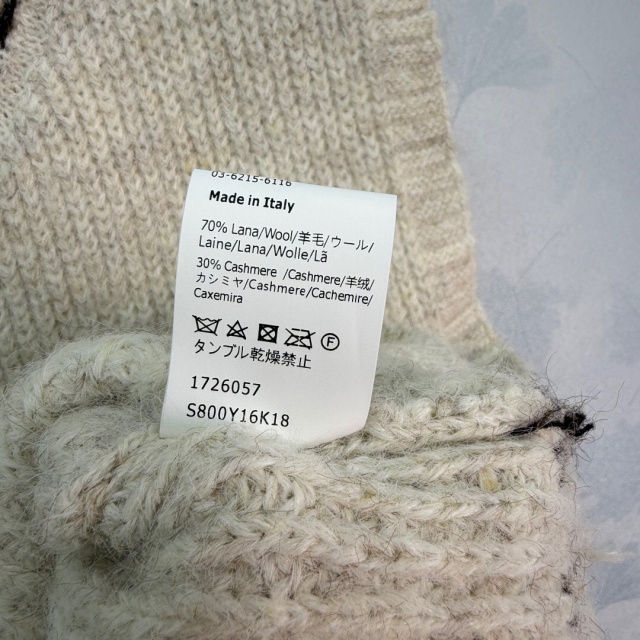 03-6215-6116
Made in Italy
70% Lana/Wool/羊毛/ウール/
Laine/Lana/Wolle/Lã
30% Cashmere /Cashmere/羊绒/
カシミヤ/Cashmere/Cachemire/
Caxemira
タンブル乾燥禁止
1726057
S800Y16K18